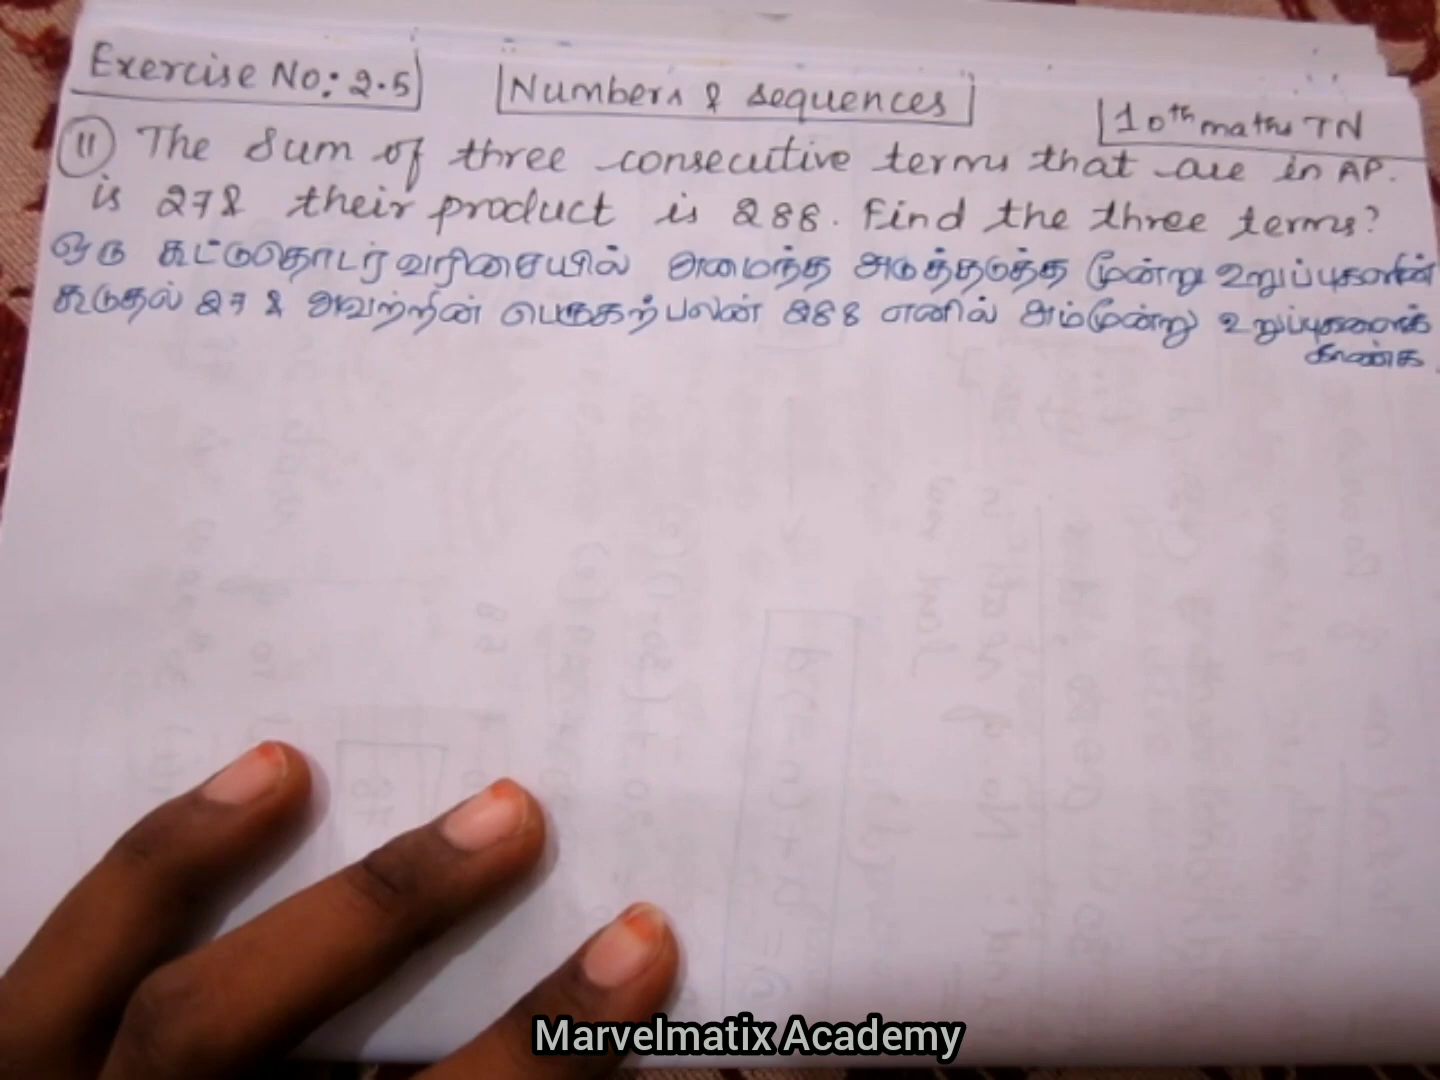 Exercise No: 2.5
Numbers & sequences
10th maths TN
11 The sum of three consecutive terms that are in AP.
is 27 & their product is 288. Find the three terms?
ஒரு கூட்டுதொடர் வரிசையில் அமைந்த அடுத்தடுத்த மூன்று உறுப்புகளின்
கூடுதல் 27 & அவற்றின் பெருகற்பலன் 288 எனில் அம்மூன்று உறுப்புகளைக்
காண்க.
Marvelmatix Academy